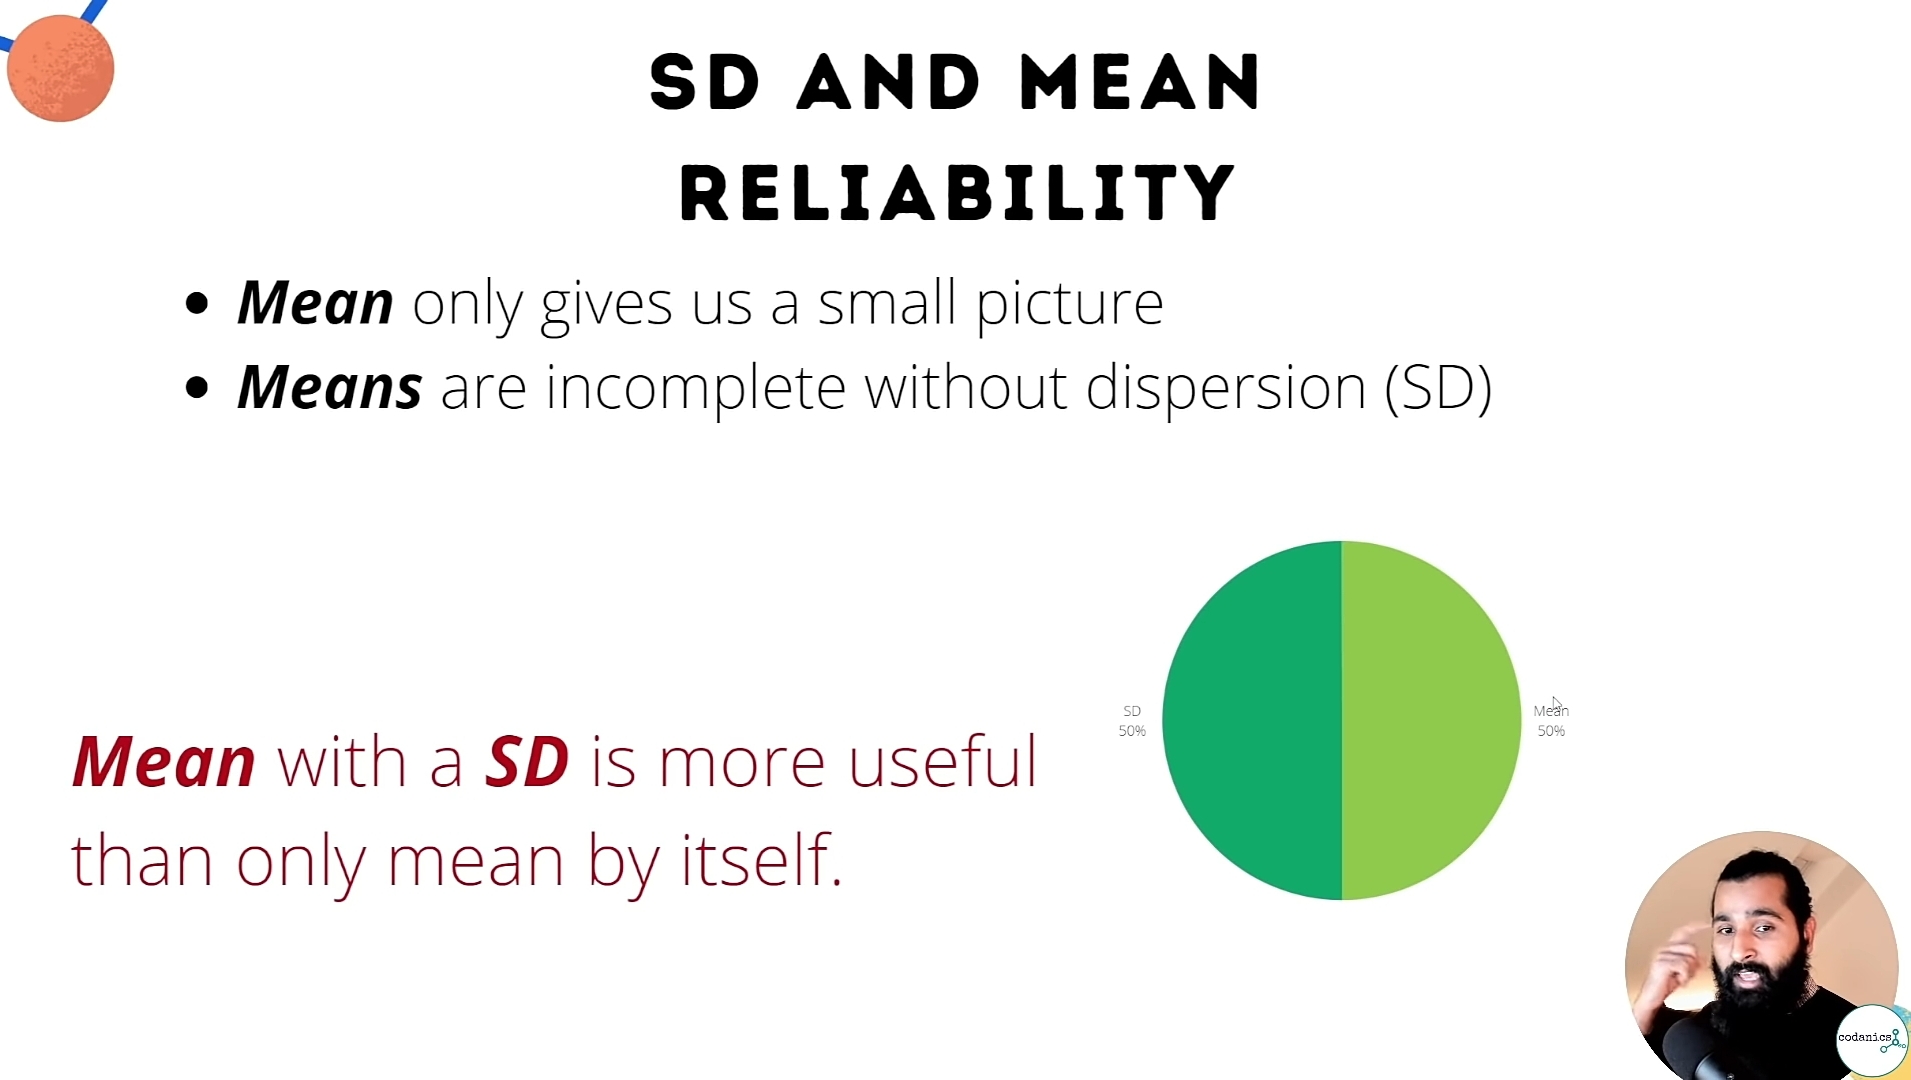 SD AND MEAN
RELIABILITY
• Mean only gives us a small picture
• Means are incomplete without dispersion (SD)
SD
50%
Mean
50%
Mean with a SD is more useful
than only mean by itself.
codanics